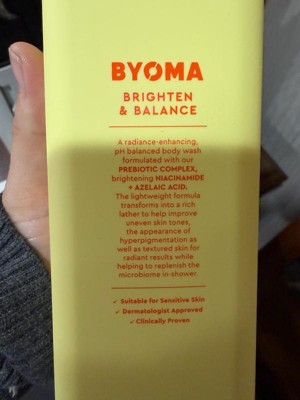 BYOMA
BRIGHTEN
& BALANCE
A radiance-enhancing,
pH balanced body wash
formulated with our
PREBIOTIC COMPLEX,
brightening NIACINAMIDE
+ AZELAIC ACID.
The lightweight formula
transforms into a rich
lather to help improve
uneven skin tones,
the appearance of
hyperpigmentation as
well as textured skin for
radiant results while
helping to replenish the
microbiome in-shower.
✓ Suitable for Sensitive Skin
✓ Dermatologist Approved
✓ Clinically Proven